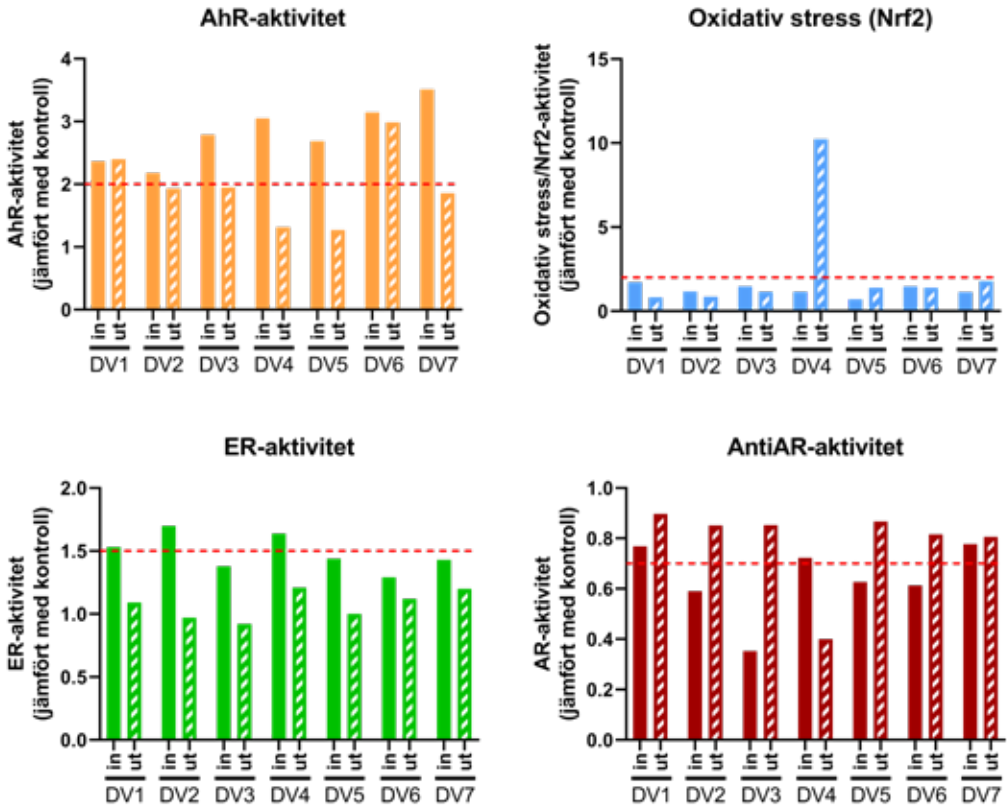 AhR-aktivitet
AhR-aktivitet
(jämfört med kontroll)
4
3
2
1
0
in ut in ut in ut in ut in ut in ut in ut
DV1 DV2 DV3 DV4 DV5 DV6 DV7
Oxidativ stress (Nrf2)
Oxidativ stress/Nrf2-aktivitet
(jämfört med kontroll)
15
10
5
0
in ut in ut in ut in ut in ut in ut in ut
DV1 DV2 DV3 DV4 DV5 DV6 DV7
ER-aktivitet
ER-aktivitet
(jämfört med kontroll)
2.0
1.5
1.0
0.5
0.0
in ut in ut in ut in ut in ut in ut in ut
DV1 DV2 DV3 DV4 DV5 DV6 DV7
AntiAR-aktivitet
AR-aktivitet
(jämfört med kontroll)
1.0
0.8
0.6
0.4
0.2
0.0
in ut in ut in ut in ut in ut in ut in ut
DV1 DV2 DV3 DV4 DV5 DV6 DV7